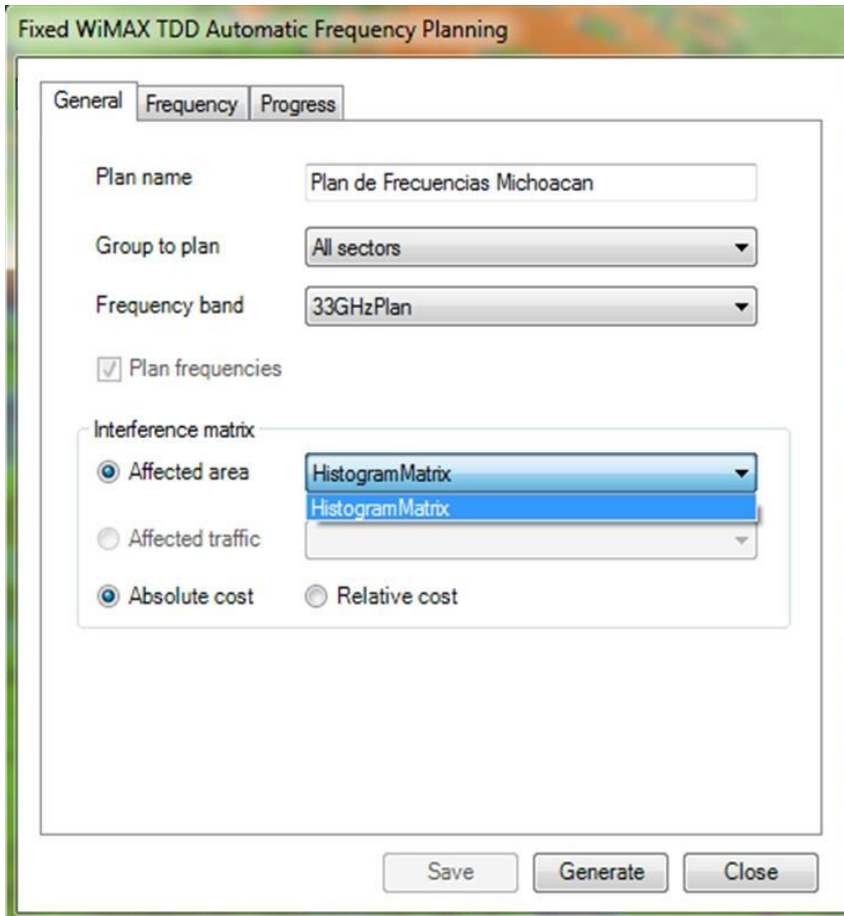 Fixed WiMAX TDD Automatic Frequency Planning
General Frequency Progress
Plan name Plan de Frecuencias Michoacan
Group to plan All sectors
Frequency band 33GHzPlan
Plan frequencies
Interference matrix
Affected area HistogramMatrix
HistogramMatrix
Affected traffic
Absolute cost Relative cost
Save Generate Close